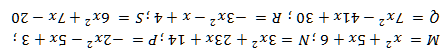 M = x² + 5x + 6; N = 3x² + 23x + 14; P = −2x² − 5x + 3;
Q = 7x² − 41x + 30; R = −3x² − x + 4; S = 6x² + 7x − 20